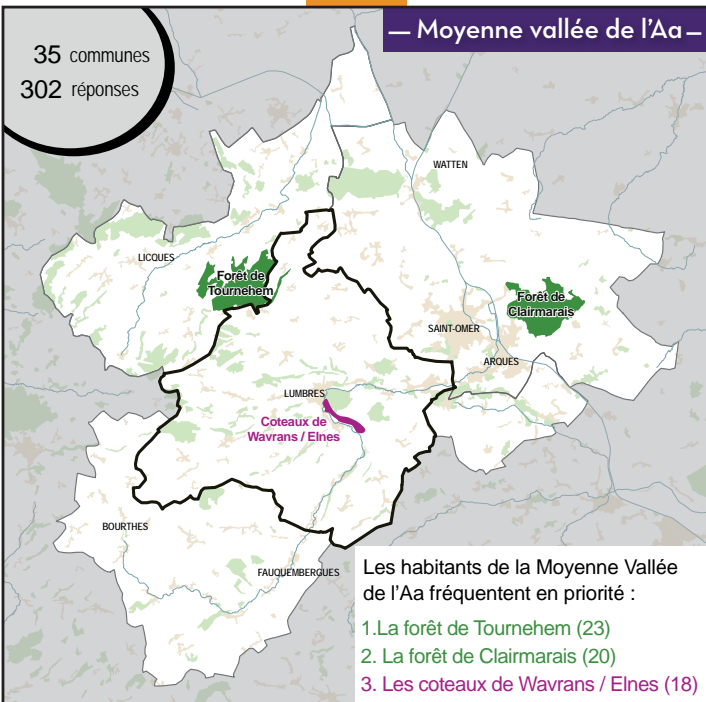 — Moyenne vallée de l'Aa –
35 communes
302 réponses
WATTEN
LICQUES
Forêt de
Tournehem
Forêt de
Clairmarais
SAINT-OMER
ARQUES
LUMBRES
Coteaux de
Wavrans / Elnes
BOURTHES
FAUQUEMBERGUES
Les habitants de la Moyenne Vallée
de l'Aa fréquentent en priorité :
1.La forêt de Tournehem (23)
2. La forêt de Clairmarais (20)
3. Les coteaux de Wavrans / Elnes (18)